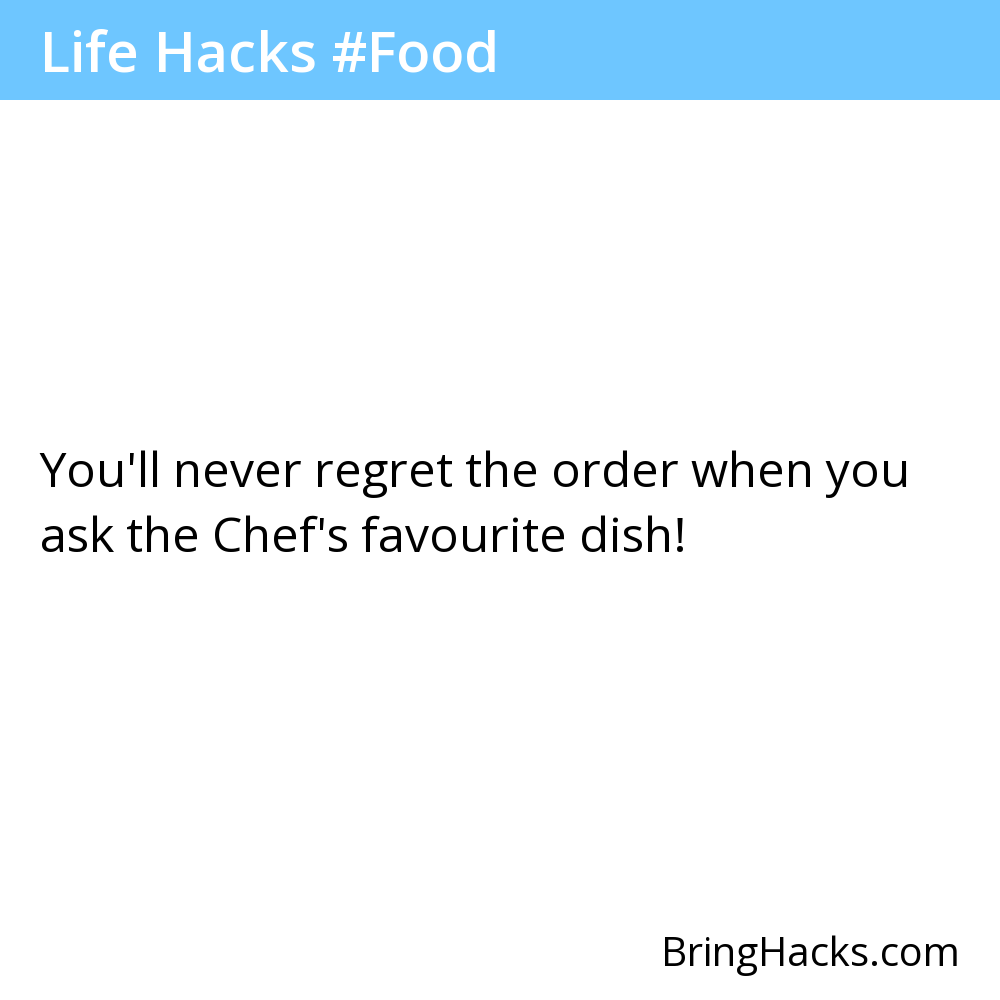 Life Hacks #Food
You'll never regret the order when you
ask the Chef's favourite dish!
BringHacks.com